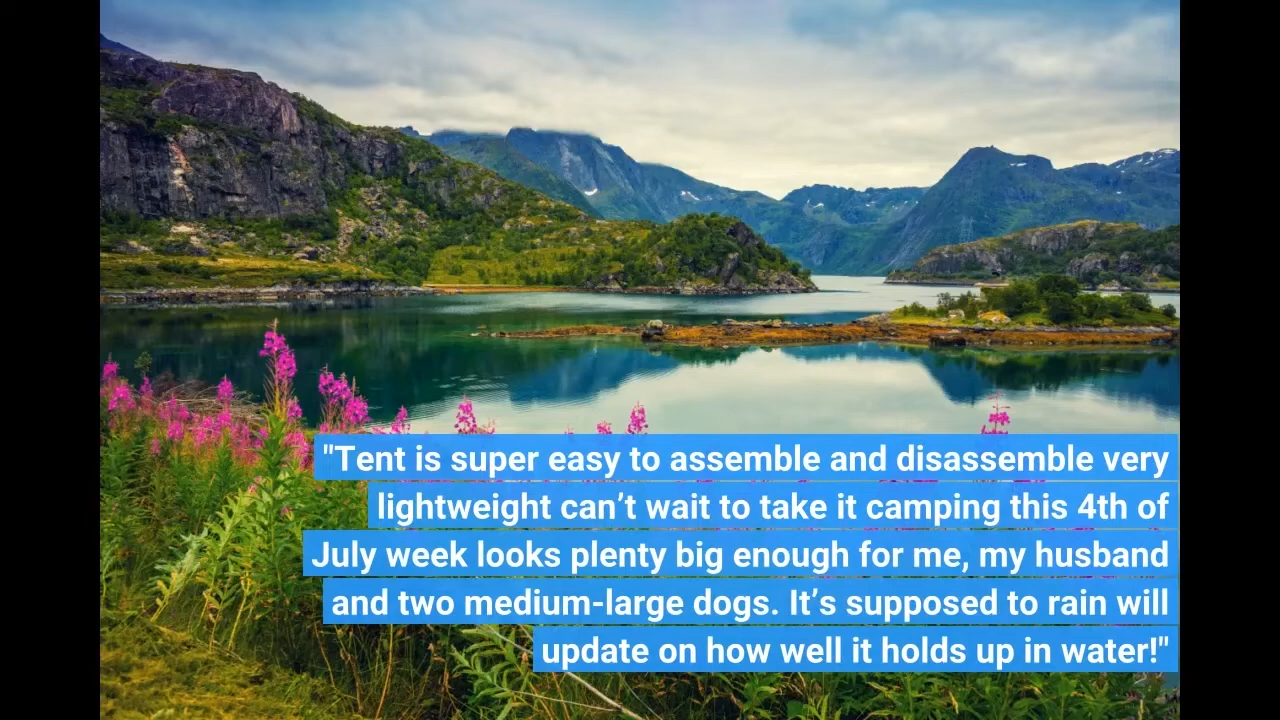 "Tent is super easy to assemble and disassemble very
lightweight can’t wait to take it camping this 4th of
July week looks plenty big enough for me, my husband
and two medium-large dogs. It’s supposed to rain will
update on how well it holds up in water!"